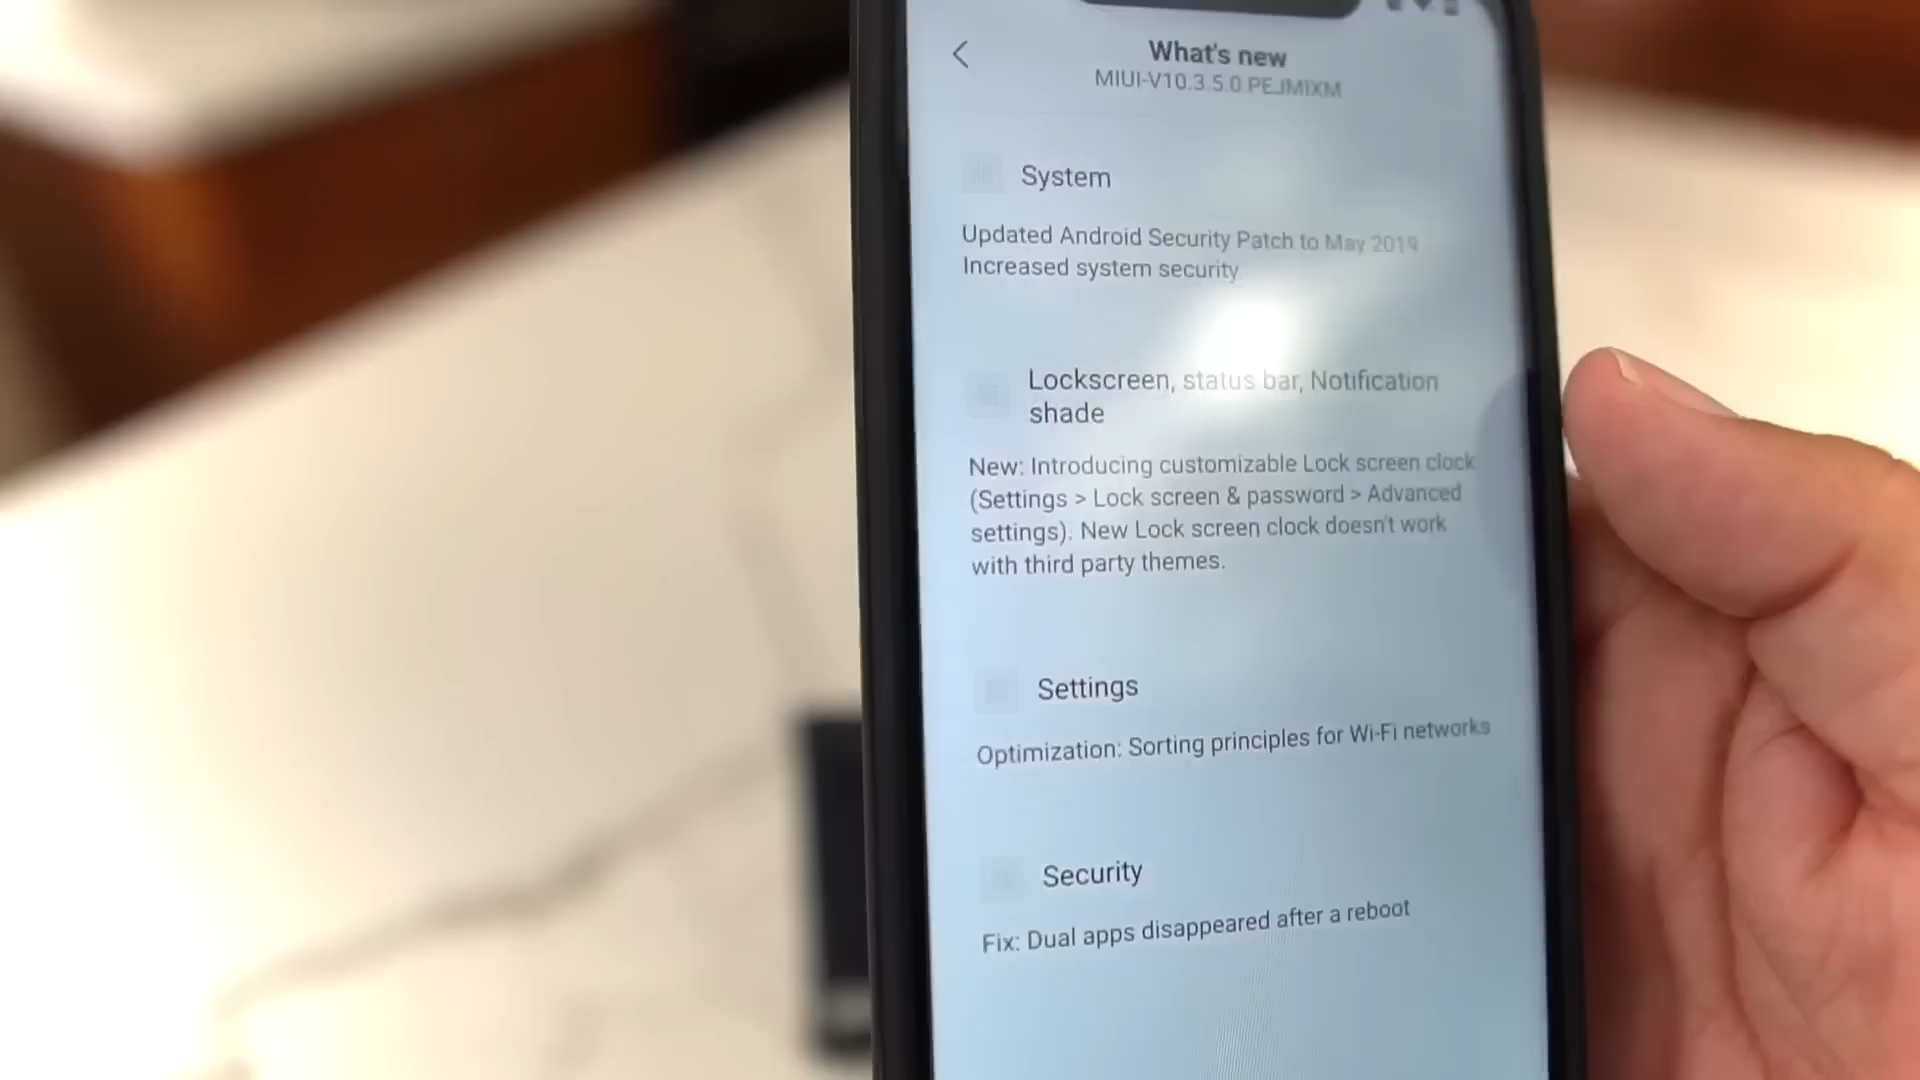 What's new
MIUI-V10.3.5.0.PEJMIXM
System
Updated Android Security Patch to May 2019
Increased system security
Lockscreen, status bar, Notification
shade
New: Introducing customizable Lock screen clock
(Settings > Lock screen & password > Advanced
settings). New Lock screen clock doesn't work
with third party themes.
Settings
Optimization: Sorting principles for Wi-Fi networks
Security
Fix: Dual apps disappeared after a reboot